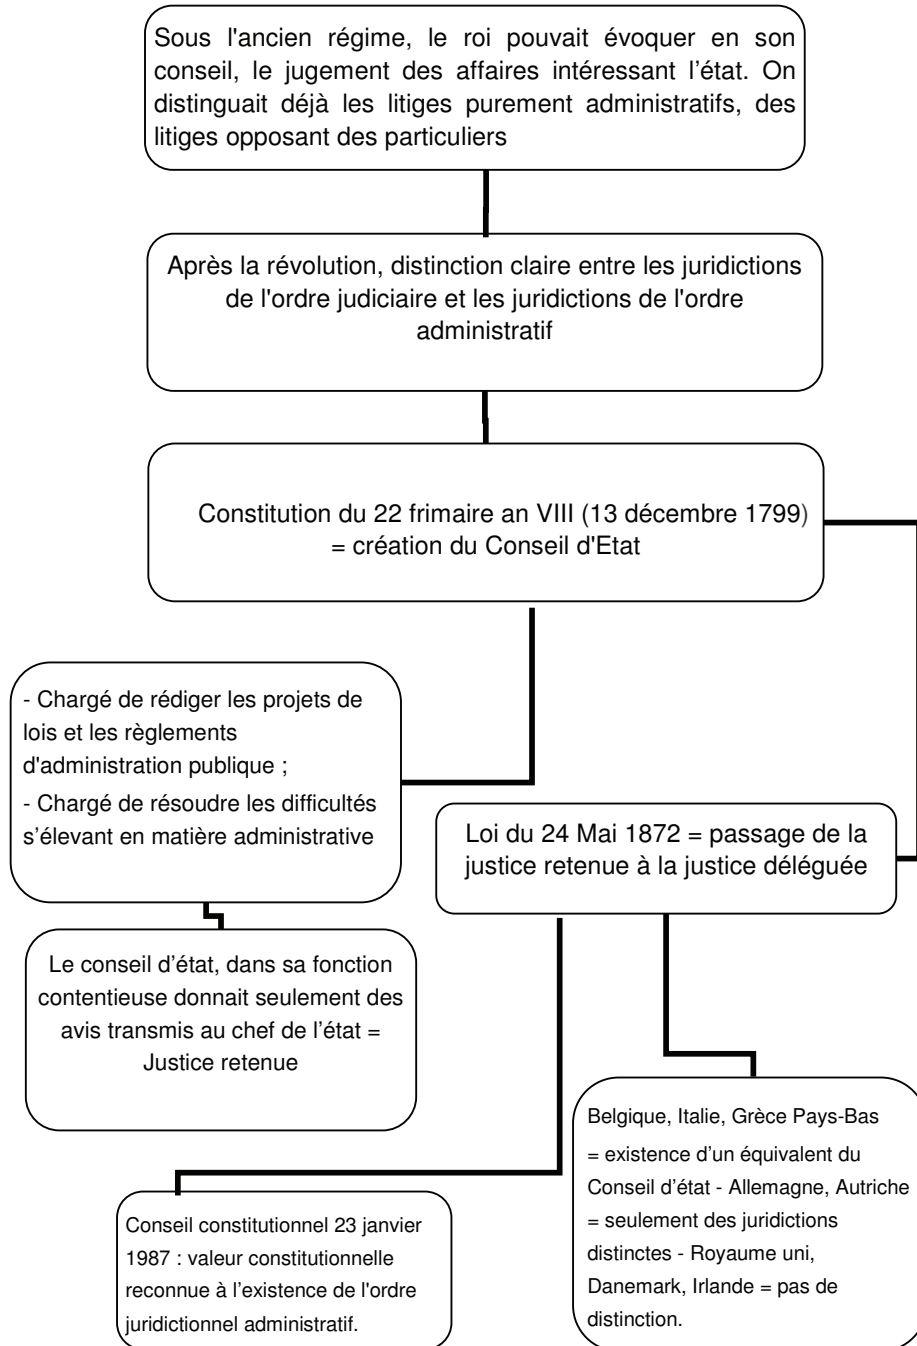 Sous l'ancien régime, le roi pouvait évoquer en son
conseil, le jugement des affaires intéressant l’état. On
distinguait déjà les litiges purement administratifs, des
litiges opposant des particuliers
Après la révolution, distinction claire entre les juridictions
de l'ordre judiciaire et les juridictions de l'ordre
administratif
Constitution du 22 frimaire an VIII (13 décembre 1799)
= création du Conseil d'Etat
- Chargé de rédiger les projets de
lois et les règlements
d'administration publique ;
- Chargé de résoudre les difficultés
s’élevant en matière administrative
Loi du 24 Mai 1872 = passage de la
justice retenue à la justice déléguée
Le conseil d’état, dans sa fonction
contentieuse donnait seulement des
avis transmis au chef de l’état =
Justice retenue
Belgique, Italie, Grèce Pays-Bas
= existence d’un équivalent du
Conseil d’état - Allemagne, Autriche
= seulement des juridictions
distinctes - Royaume uni,
Danemark, Irlande = pas de
distinction.
Conseil constitutionnel 23 janvier
1987 : valeur constitutionnelle
reconnue à l’existence de l'ordre
juridictionnel administratif.